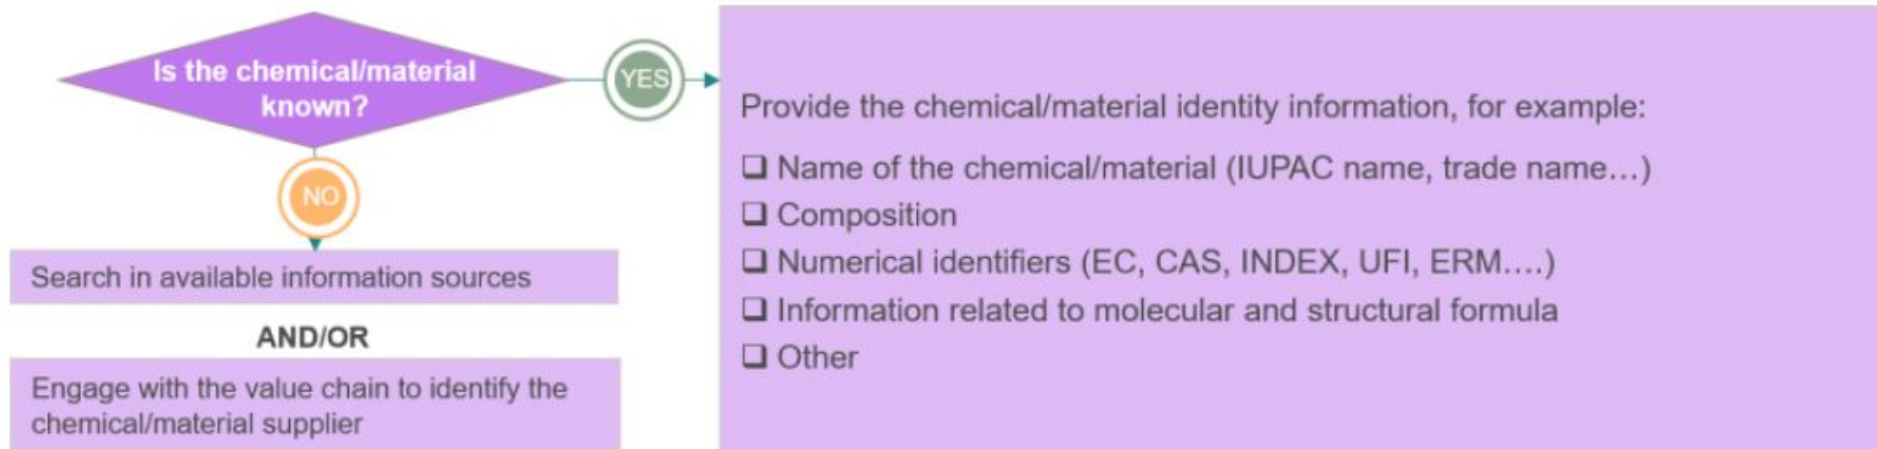 Is the chemical/material
known?
YES
NO
Search in available information sources
AND/OR
Engage with the value chain to identify the
chemical/material supplier
Provide the chemical/material identity information, for example:
❑ Name of the chemical/material (IUPAC name, trade name…)
❑ Composition
❑ Numerical identifiers (EC, CAS, INDEX, UFI, ERM….)
❑ Information related to molecular and structural formula
❑ Other